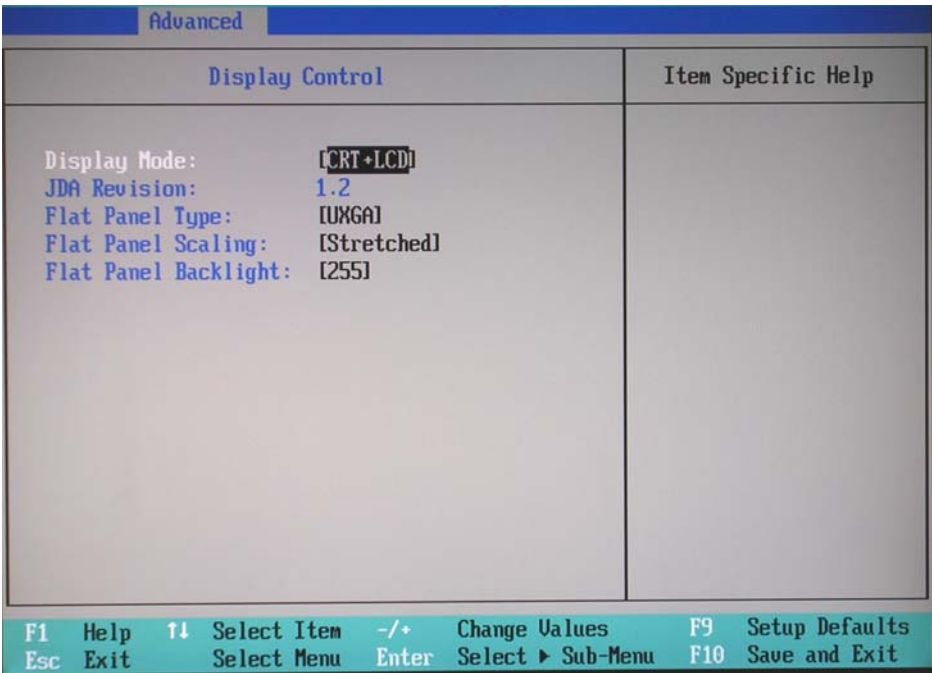 Advanced
Display Control
Item Specific Help
Display Mode: [CRT+LCD]
JDA Revision: 1.2
Flat Panel Type: [UXGA]
Flat Panel Scaling: [Stretched]
Flat Panel Backlight: [255]
F1 Help ↑↓ Select Item -/+ Change Values F9 Setup Defaults
Esc Exit Select Menu Enter Select ▶ Sub-Menu F10 Save and Exit